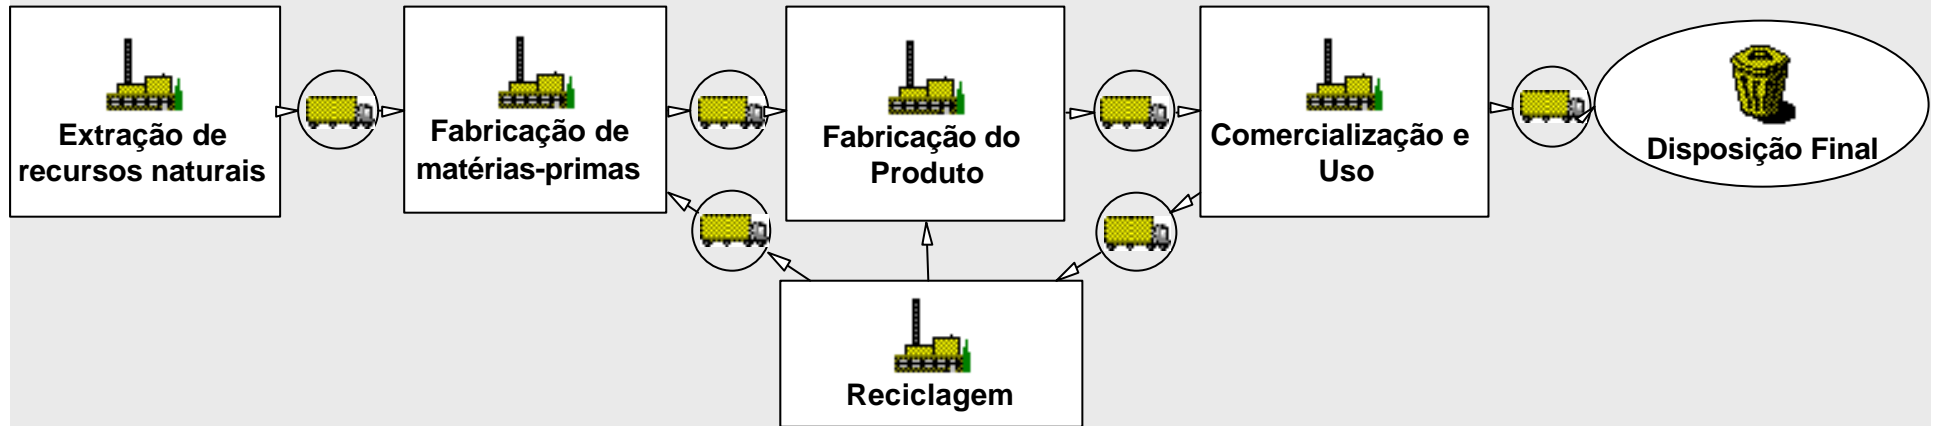 Extração de
recursos naturais
Fabricação de
matérias-primas
Fabricação do
Produto
Comercialização e
Uso
Disposição Final
Reciclagem